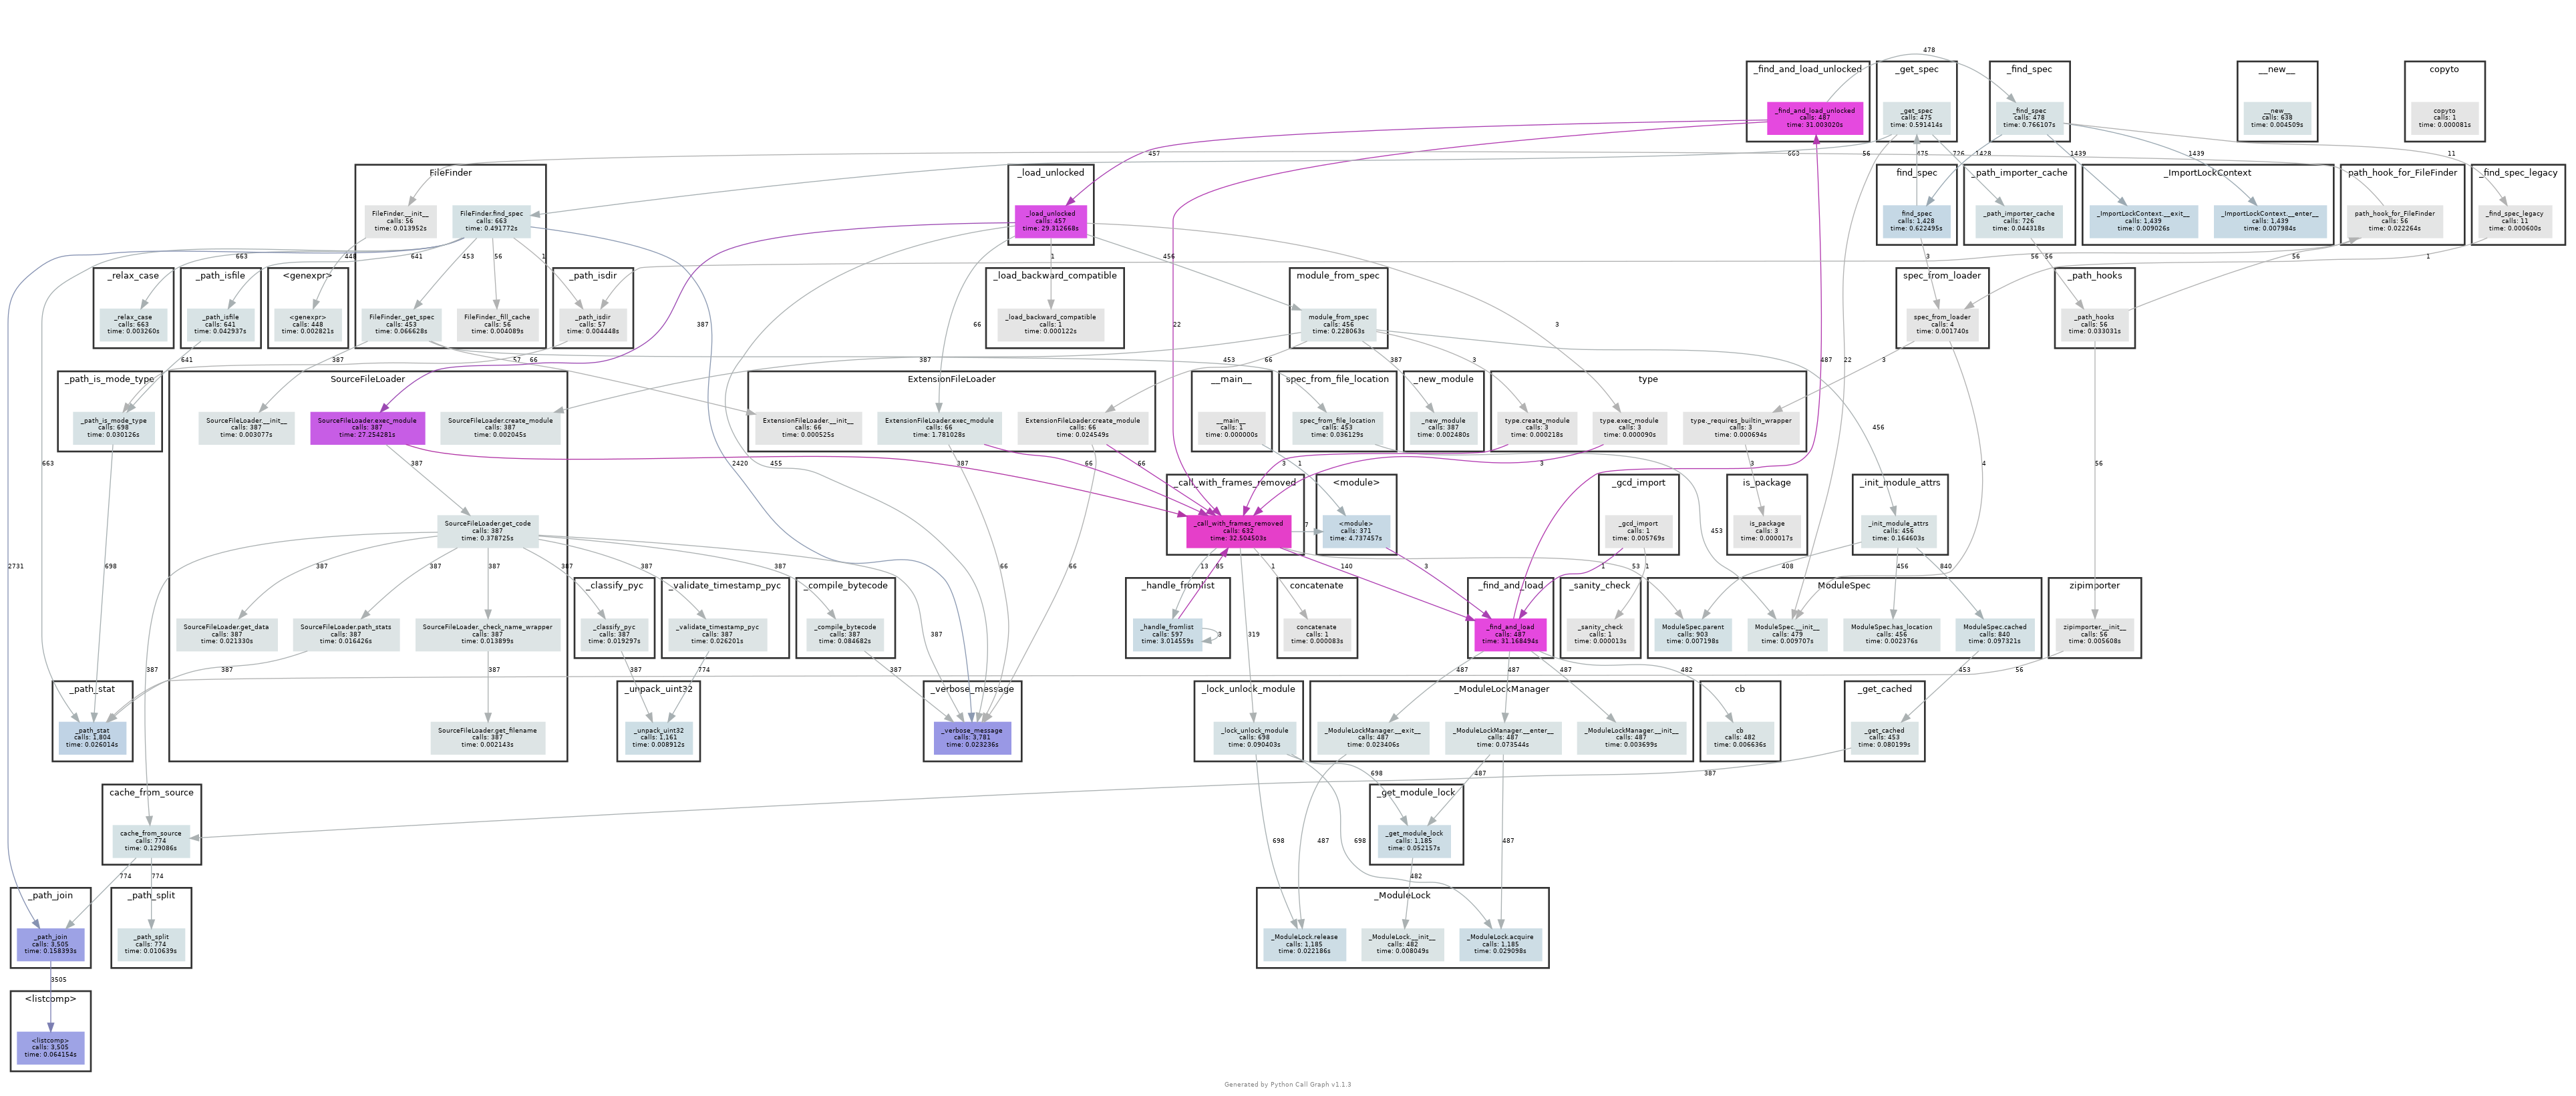 478
_find_and_load_unlocked
_find_and_load_unlocked
calls: 487
time: 31.003020s
_get_spec
_get_spec
calls: 475
time: 0.591414s
_find_spec
_find_spec
calls: 478
time: 0.766107s
__new__
__new__
calls: 638
time: 0.004509s
copyto
copyto
calls: 1
time: 0.000081s
457
663
56
475
726
1428
1439
1439
11
FileFinder
FileFinder.__init__
calls: 56
time: 0.013952s
FileFinder.find_spec
calls: 663
time: 0.491772s
_load_unlocked
_load_unlocked
calls: 457
time: 29.312668s
find_spec
find_spec
calls: 1,428
time: 0.622495s
_path_importer_cache
_path_importer_cache
calls: 726
time: 0.044318s
_ImportLockContext
_ImportLockContext.__exit__
calls: 1,439
time: 0.009026s
_ImportLockContext.__enter__
calls: 1,439
time: 0.007984s
path_hook_for_FileFinder
path_hook_for_FileFinder
calls: 56
time: 0.022264s
_find_spec_legacy
_find_spec_legacy
calls: 11
time: 0.000600s
663
641
448
453
56
1
1
456
3
56
56
56
1
_relax_case
_relax_case
calls: 663
time: 0.003260s
_path_isfile
_path_isfile
calls: 641
time: 0.042937s
<genexpr>
<genexpr>
calls: 448
time: 0.002821s
FileFinder._get_spec
calls: 453
time: 0.066628s
FileFinder._fill_cache
calls: 56
time: 0.004089s
_path_isdir
_path_isdir
calls: 57
time: 0.004448s
_load_backward_compatible
_load_backward_compatible
calls: 1
time: 0.000122s
module_from_spec
module_from_spec
calls: 456
time: 0.228063s
spec_from_loader
spec_from_loader
calls: 4
time: 0.001740s
_path_hooks
_path_hooks
calls: 56
time: 0.033031s
387
66
22
3
641
387
57
66
387
453
66
387
3
487
22
3
_path_is_mode_type
_path_is_mode_type
calls: 698
time: 0.030126s
SourceFileLoader
SourceFileLoader.__init__
calls: 387
time: 0.003077s
SourceFileLoader.exec_module
calls: 387
time: 27.254281s
SourceFileLoader.create_module
calls: 387
time: 0.002045s
ExtensionFileLoader
ExtensionFileLoader.__init__
calls: 66
time: 0.000525s
ExtensionFileLoader.exec_module
calls: 66
time: 1.781028s
ExtensionFileLoader.create_module
calls: 66
time: 0.024549s
__main__
__main__
calls: 1
time: 0.000000s
spec_from_file_location
spec_from_file_location
calls: 453
time: 0.036129s
_new_module
_new_module
calls: 387
time: 0.002480s
type
type.create_module
calls: 3
time: 0.000218s
type.exec_module
calls: 3
time: 0.000090s
type._requires_builtin_wrapper
calls: 3
time: 0.000694s
456
663
387
2420
455
387
66
66
1
3
3
3
4
56
_call_with_frames_removed
_call_with_frames_removed
calls: 632
time: 32.504503s
7
<module>
<module>
calls: 371
time: 4.737457s
_gcd_import
_gcd_import
calls: 1
time: 0.005769s
is_package
is_package
calls: 3
time: 0.000017s
_init_module_attrs
_init_module_attrs
calls: 456
time: 0.164603s
SourceFileLoader.get_code
calls: 387
time: 0.378725s
453
2731
698
387
387
387
387
387
387
66
66
13
85
1
140
3
1
1
53
408
456
840
_classify_pyc
_classify_pyc
calls: 387
time: 0.019297s
_validate_timestamp_pyc
_validate_timestamp_pyc
calls: 387
time: 0.026201s
_compile_bytecode
_compile_bytecode
calls: 387
time: 0.084682s
_handle_fromlist
_handle_fromlist
calls: 597
time: 3.014559s
3
concatenate
concatenate
calls: 1
time: 0.000083s
_find_and_load
_find_and_load
calls: 487
time: 31.168494s
_sanity_check
_sanity_check
calls: 1
time: 0.000013s
ModuleSpec
ModuleSpec.parent
calls: 903
time: 0.007198s
ModuleSpec.__init__
calls: 479
time: 0.009707s
ModuleSpec.has_location
calls: 456
time: 0.002376s
ModuleSpec.cached
calls: 840
time: 0.097321s
zipimporter
zipimporter.__init__
calls: 56
time: 0.005608s
SourceFileLoader.get_data
calls: 387
time: 0.021330s
SourceFileLoader.path_stats
calls: 387
time: 0.016426s
SourceFileLoader._check_name_wrapper
calls: 387
time: 0.013899s
387
319
387
387
387
387
774
387
487
487
487
482
453
56
_path_stat
_path_stat
calls: 1,804
time: 0.026014s
SourceFileLoader.get_filename
calls: 387
time: 0.002143s
_unpack_uint32
_unpack_uint32
calls: 1,161
time: 0.008912s
_verbose_message
_verbose_message
calls: 3,781
time: 0.023236s
_lock_unlock_module
_lock_unlock_module
calls: 698
time: 0.090403s
_ModuleLockManager
_ModuleLockManager.__exit__
calls: 487
time: 0.023406s
_ModuleLockManager.__enter__
calls: 487
time: 0.073544s
_ModuleLockManager.__init__
calls: 487
time: 0.003699s
cb
cb
calls: 482
time: 0.006636s
_get_cached
_get_cached
calls: 453
time: 0.080199s
698
487
387
cache_from_source
cache_from_source
calls: 774
time: 0.129086s
_get_module_lock
_get_module_lock
calls: 1,185
time: 0.052157s
698
487
698
487
774
774
482
_path_join
_path_join
calls: 3,505
time: 0.158393s
_path_split
_path_split
calls: 774
time: 0.010639s
_ModuleLock
_ModuleLock.release
calls: 1,185
time: 0.022186s
_ModuleLock.__init__
calls: 482
time: 0.008049s
_ModuleLock.acquire
calls: 1,185
time: 0.029098s
3505
<listcomp>
<listcomp>
calls: 3,505
time: 0.064154s
Generated by Python Call Graph v1.1.3